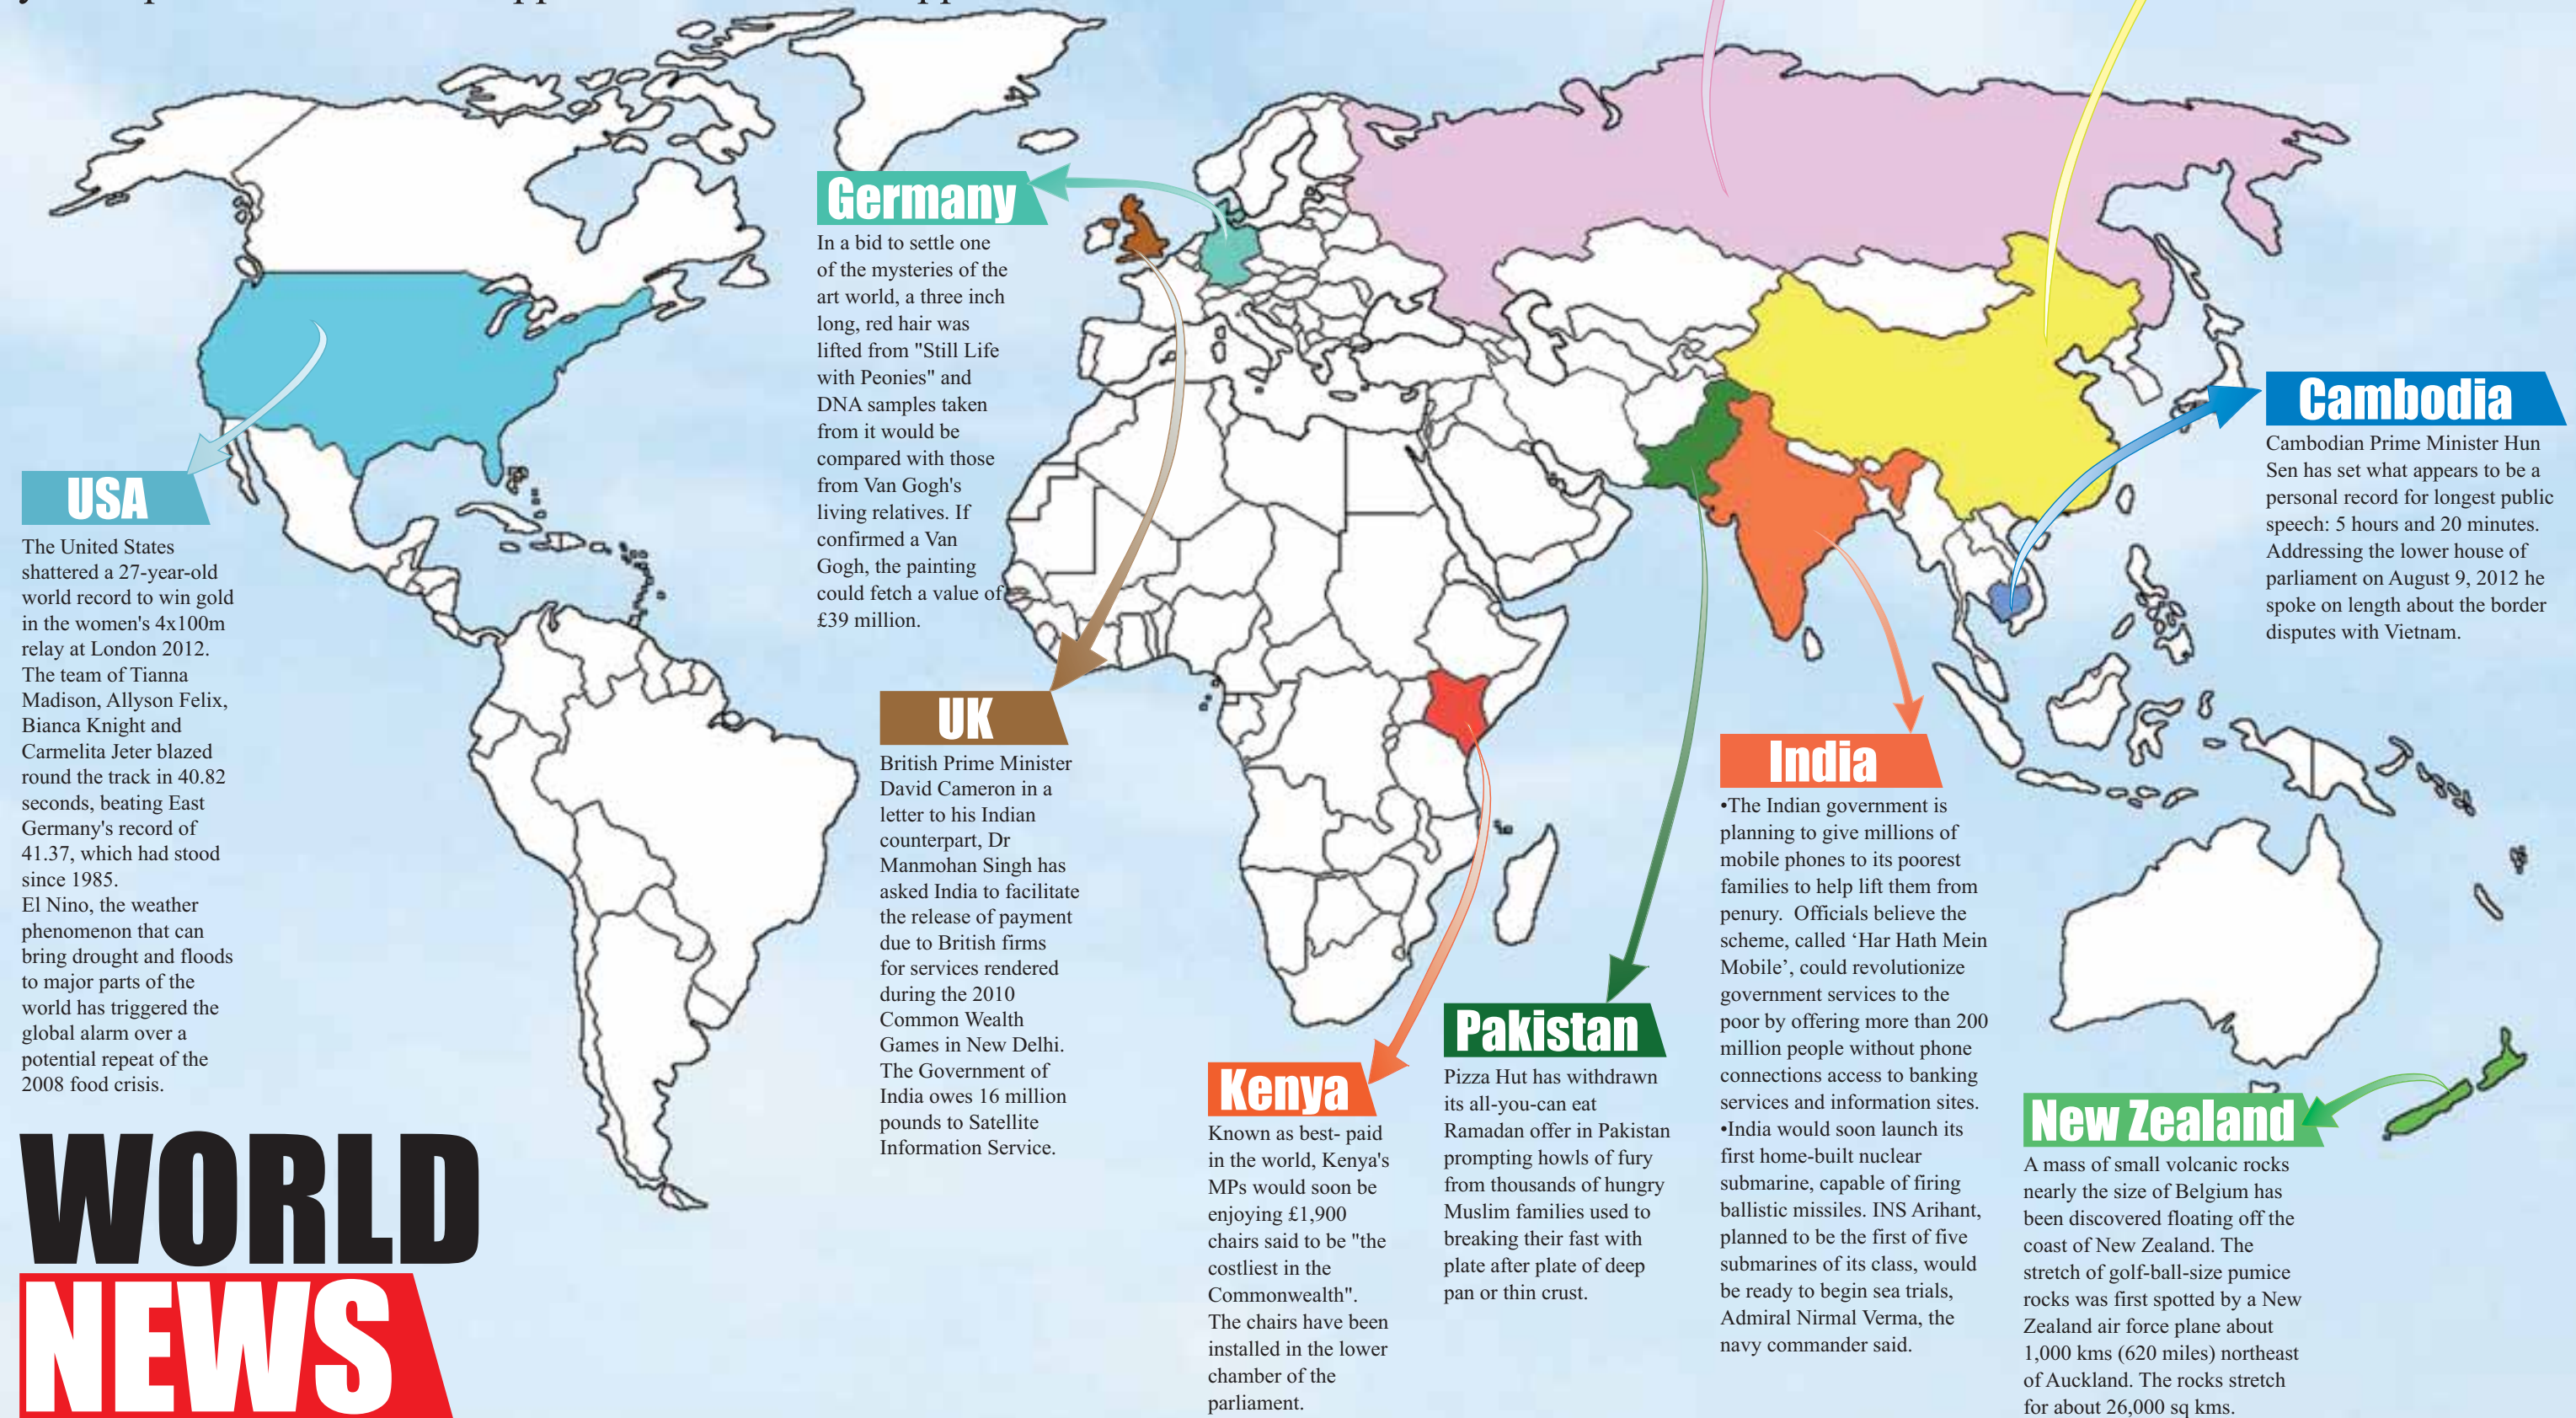 Germany
In a bid to settle one
of the mysteries of the
art world, a three inch
long, red hair was
lifted from "Still Life
with Peonies" and
DNA samples taken
from it would be
compared with those
from Van Gogh's
living relatives. If
confirmed a Van
Gogh, the painting
could fetch a value of
£39 million.
Cambodia
Cambodian Prime Minister Hun
Sen has set what appears to be a
personal record for longest public
speech: 5 hours and 20 minutes.
Addressing the lower house of
parliament on August 9, 2012 he
spoke on length about the border
disputes with Vietnam.
USA
The United States
shattered a 27-year-old
world record to win gold
in the women's 4x100m
relay at London 2012.
The team of Tianna
Madison, Allyson Felix,
Bianca Knight and
Carmelita Jeter blazed
round the track in 40.82
seconds, beating East
Germany's record of
41.37, which had stood
since 1985.
El Nino, the weather
phenomenon that can
bring drought and floods
to major parts of the
world has triggered the
global alarm over a
potential repeat of the
2008 food crisis.
UK
British Prime Minister
David Cameron in a
letter to his Indian
counterpart, Dr
Manmohan Singh has
asked India to facilitate
the release of payment
due to British firms
for services rendered
during the 2010
Common Wealth
Games in New Delhi.
The Government of
India owes 16 million
pounds to Satellite
Information Service.
India
•The Indian government is
planning to give millions of
mobile phones to its poorest
families to help lift them from
penury.  Officials believe the
scheme, called ‘Har Hath Mein
Mobile’, could revolutionize
government services to the
poor by offering more than 200
million people without phone
connections access to banking
services and information sites.
•India would soon launch its
first home-built nuclear
submarine, capable of firing
ballistic missiles. INS Arihant,
planned to be the first of five
submarines of its class, would
be ready to begin sea trials,
Admiral Nirmal Verma, the
navy commander said.
Pakistan
Pizza Hut has withdrawn
its all-you-can eat
Ramadan offer in Pakistan
prompting howls of fury
from thousands of hungry
Muslim families used to
breaking their fast with
plate after plate of deep
pan or thin crust.
Kenya
Known as best- paid
in the world, Kenya's
MPs would soon be
enjoying £1,900
chairs said to be "the
costliest in the
Commonwealth".
The chairs have been
installed in the lower
chamber of the
parliament.
New Zealand
A mass of small volcanic rocks
nearly the size of Belgium has
been discovered floating off the
coast of New Zealand. The
stretch of golf-ball-size pumice
rocks was first spotted by a New
Zealand air force plane about
1,000 kms (620 miles) northeast
of Auckland. The rocks stretch
for about 26,000 sq kms.
WORLD
NEWS